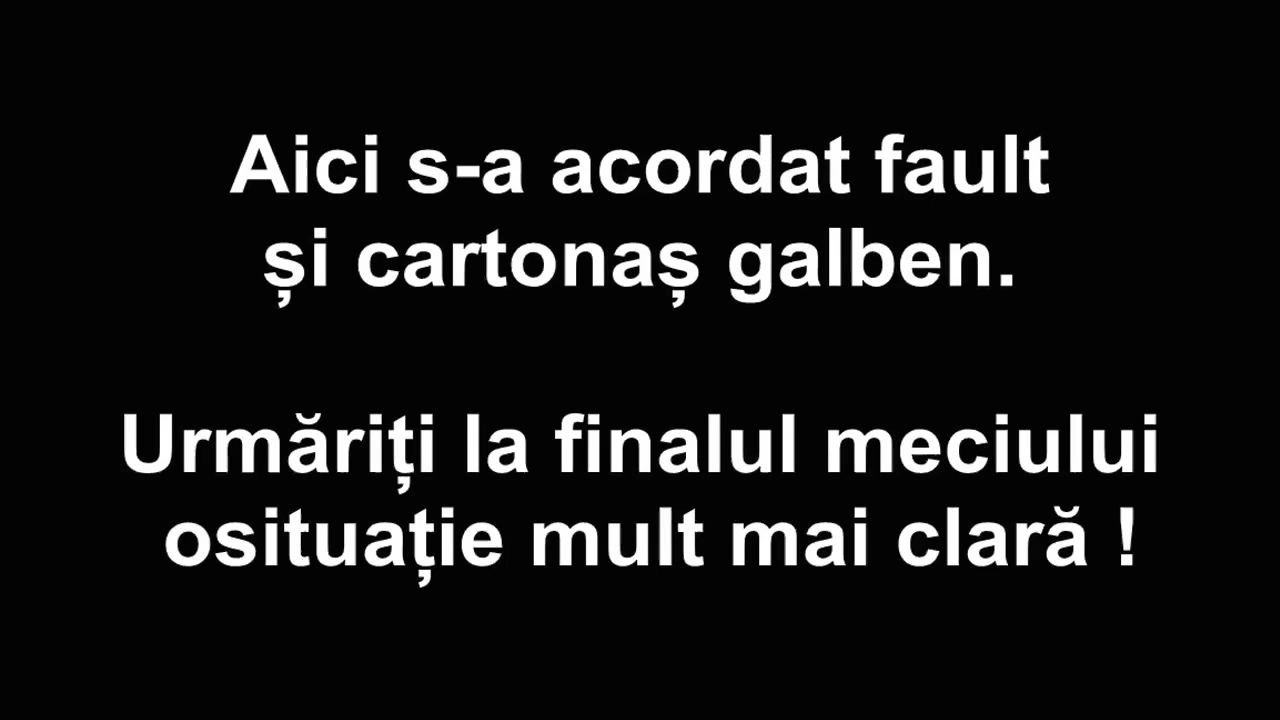 Aici s-a acordat fault
și cartonaș galben.
Urmăriți la finalul meciului
osituație mult mai clară !